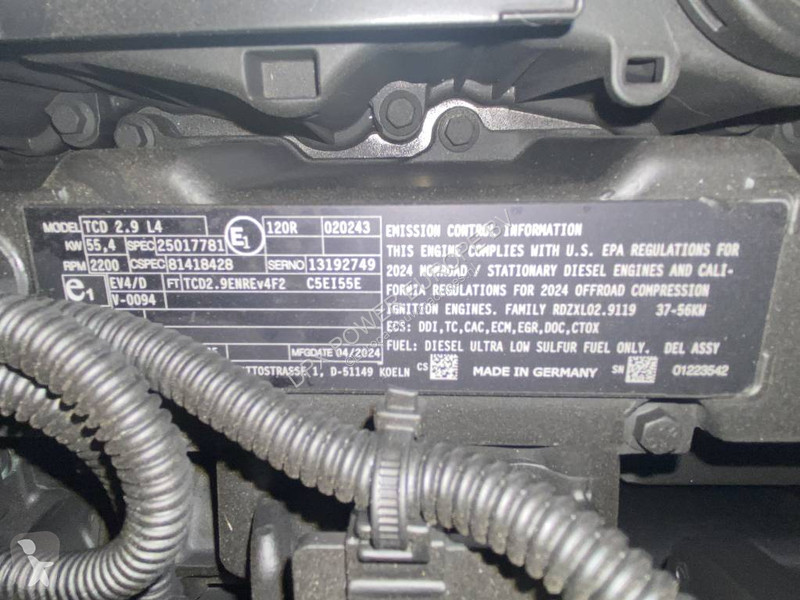 MODEL TCD 2.9 L4 E1 120R 020243
KW 55,4 SPEC 25017781
RPM 2200 CSPEC 81418428 SERNO 13192749
e1 EV4/D FT TCD2.9ENREv4F2 C5EI55E
V-0094
MFGDATE 04/2024
1, D-51149 KOELN CS
EMISSION CONTROL INFORMATION
THIS ENGINE COMPLIES WITH U.S. EPA REGULATIONS FOR
2024 NONROAD / STATIONARY DIESEL ENGINES AND CALI-
FORNIA REGULATIONS FOR 2024 OFFROAD COMPRESSION
IGNITION ENGINES. FAMILY RDZXL02.9119 37-56KW
ECS: DDI,TC,CAC,ECM,EGR,DOC,CTOX
FUEL: DIESEL ULTRA LOW SULFUR FUEL ONLY. DEL ASSY
MADE IN GERMANY SN 01223542